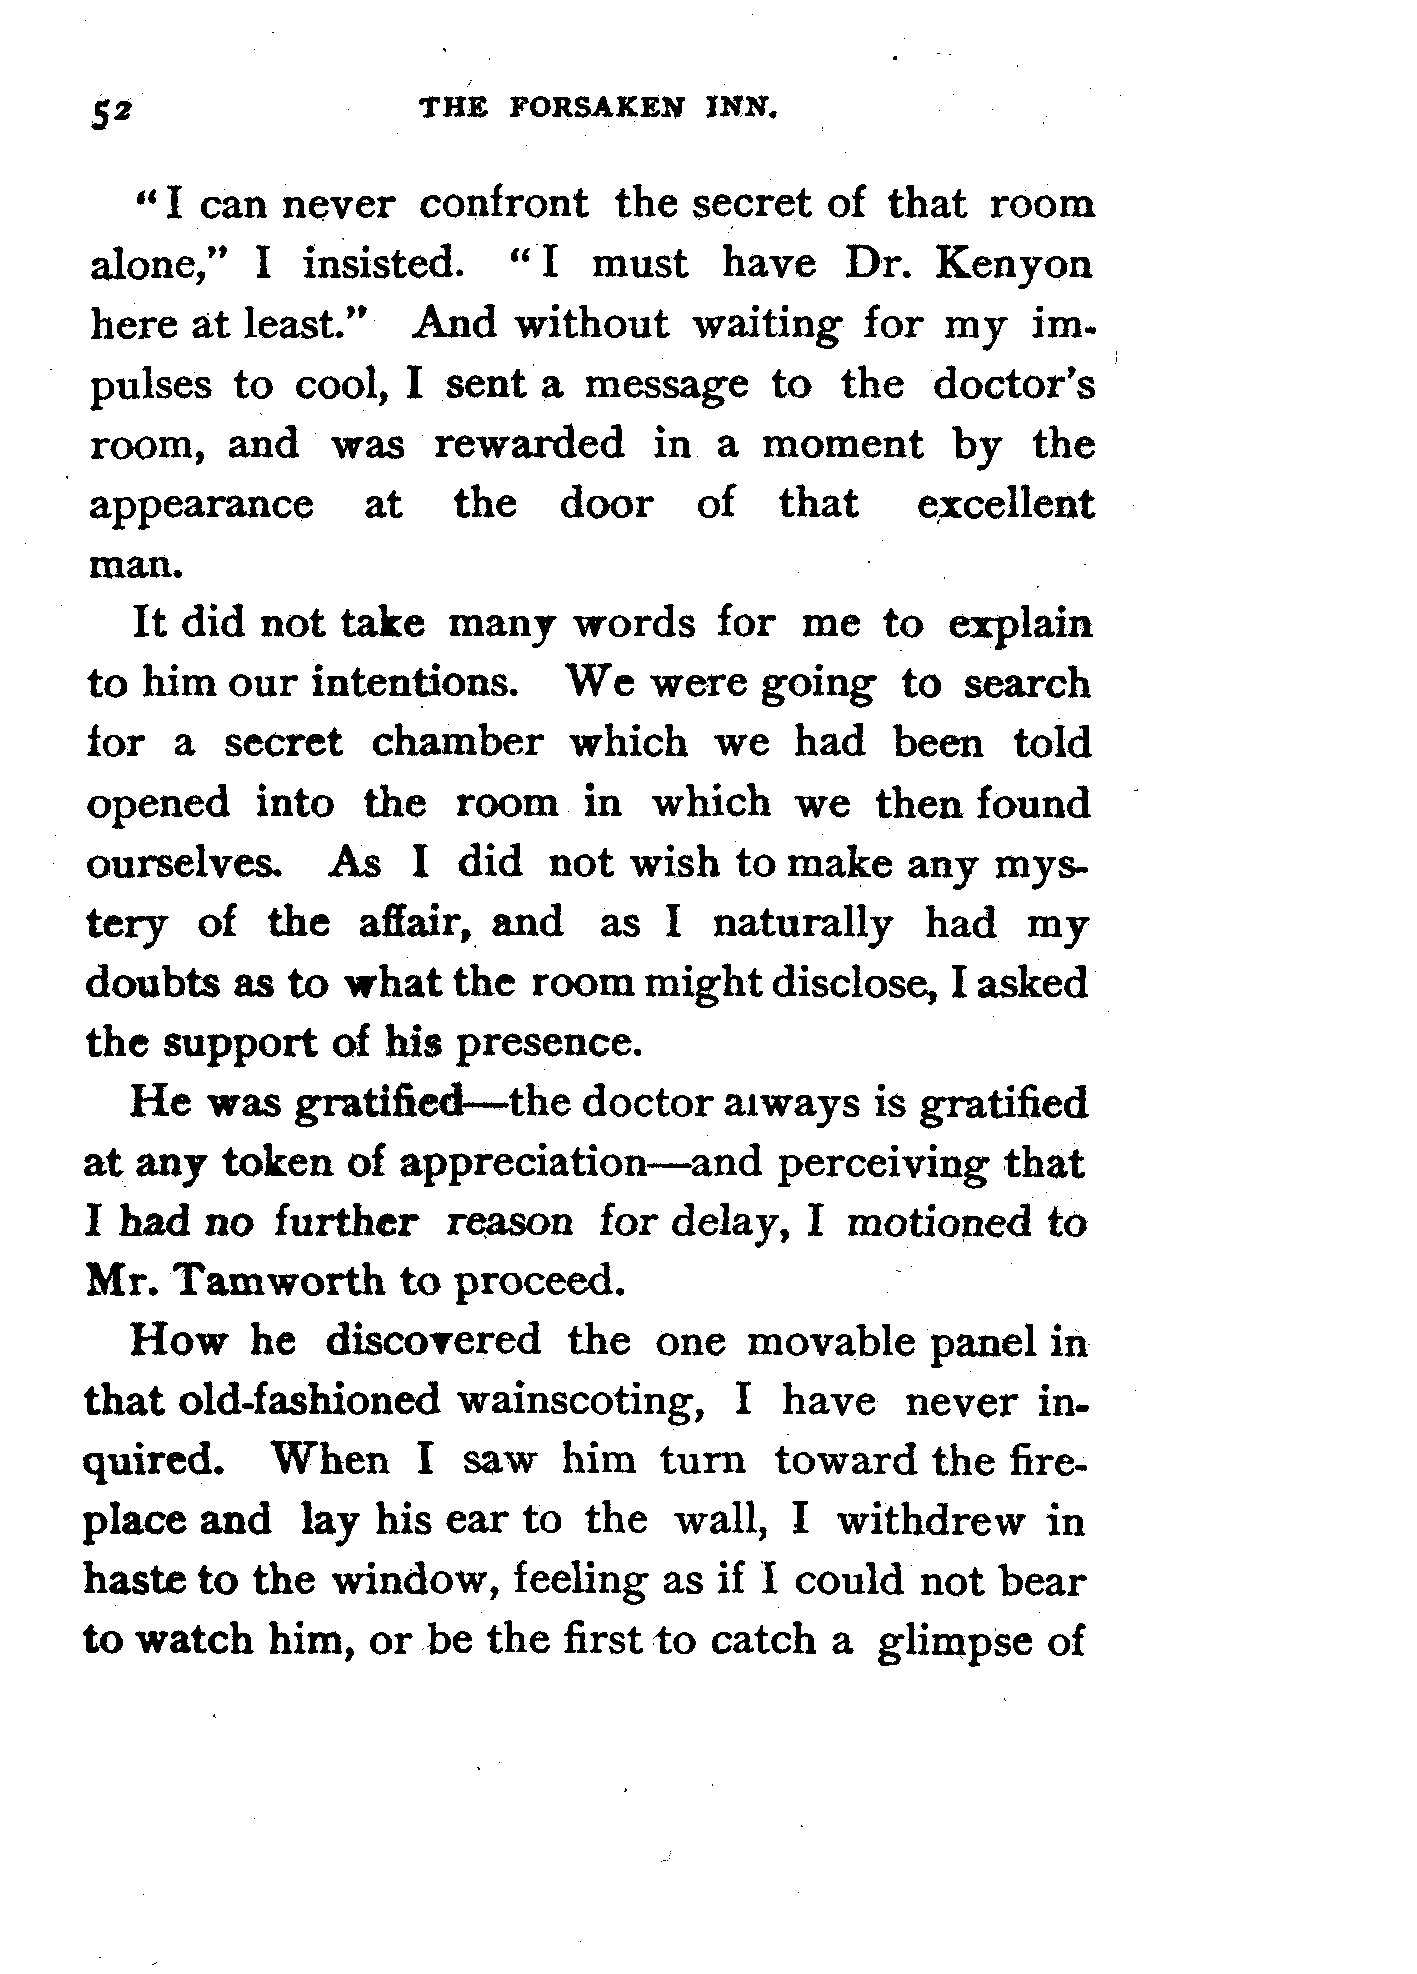 52 THE FORSAKEN INN.
“I can never confront the secret of that room
alone,” I insisted. “I must have Dr. Kenyon
here at least.” And without waiting for my im-
pulses to cool, I sent a message to the doctor's
room, and was rewarded in a moment by the
appearance at the door of that excellent
man.
It did not take many words for me to explain
to him our intentions. We were going to search
for a secret chamber which we had been told
opened into the room in which we then found
ourselves. As I did not wish to make any mys-
tery of the affair, and as I naturally had my
doubts as to what the room might disclose, I asked
the support of his presence.
He was gratified—the doctor always is gratified
at any token of appreciation—and perceiving that
I had no further reason for delay, I motioned to
Mr. Tamworth to proceed.
How he discovered the one movable panel in
that old-fashioned wainscoting, I have never in-
quired. When I saw him turn toward the fire-
place and lay his ear to the wall, I withdrew in
haste to the window, feeling as if I could not bear
to watch him, or be the first to catch a glimpse of